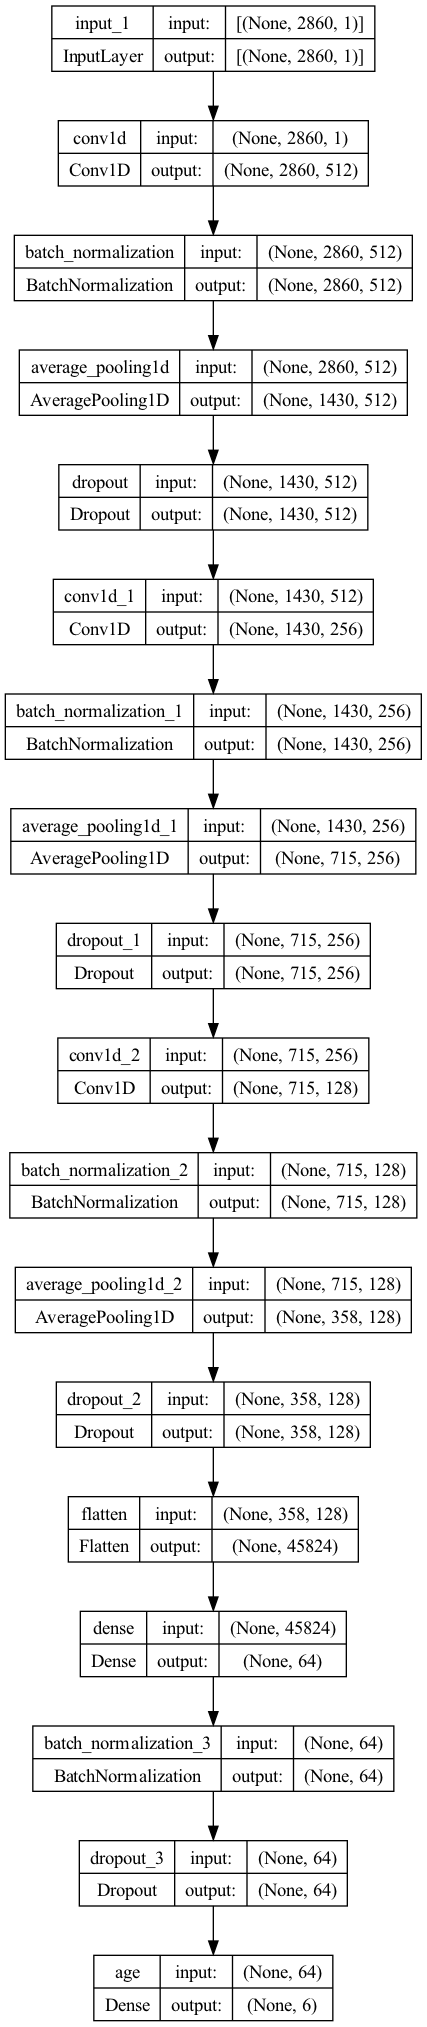 input_1 input: [(None, 2860, 1)]
InputLayer output: [(None, 2860, 1)]
conv1d input: (None, 2860, 1)
Conv1D output: (None, 2860, 512)
batch_normalization input: (None, 2860, 512)
BatchNormalization output: (None, 2860, 512)
average_pooling1d input: (None, 2860, 512)
AveragePooling1D output: (None, 1430, 512)
dropout input: (None, 1430, 512)
Dropout output: (None, 1430, 512)
conv1d_1 input: (None, 1430, 512)
Conv1D output: (None, 1430, 256)
batch_normalization_1 input: (None, 1430, 256)
BatchNormalization output: (None, 1430, 256)
average_pooling1d_1 input: (None, 1430, 256)
AveragePooling1D output: (None, 715, 256)
dropout_1 input: (None, 715, 256)
Dropout output: (None, 715, 256)
conv1d_2 input: (None, 715, 256)
Conv1D output: (None, 715, 128)
batch_normalization_2 input: (None, 715, 128)
BatchNormalization output: (None, 715, 128)
average_pooling1d_2 input: (None, 715, 128)
AveragePooling1D output: (None, 358, 128)
dropout_2 input: (None, 358, 128)
Dropout output: (None, 358, 128)
flatten input: (None, 358, 128)
Flatten output: (None, 45824)
dense input: (None, 45824)
Dense output: (None, 64)
batch_normalization_3 input: (None, 64)
BatchNormalization output: (None, 64)
dropout_3 input: (None, 64)
Dropout output: (None, 64)
age input: (None, 64)
Dense output: (None, 6)